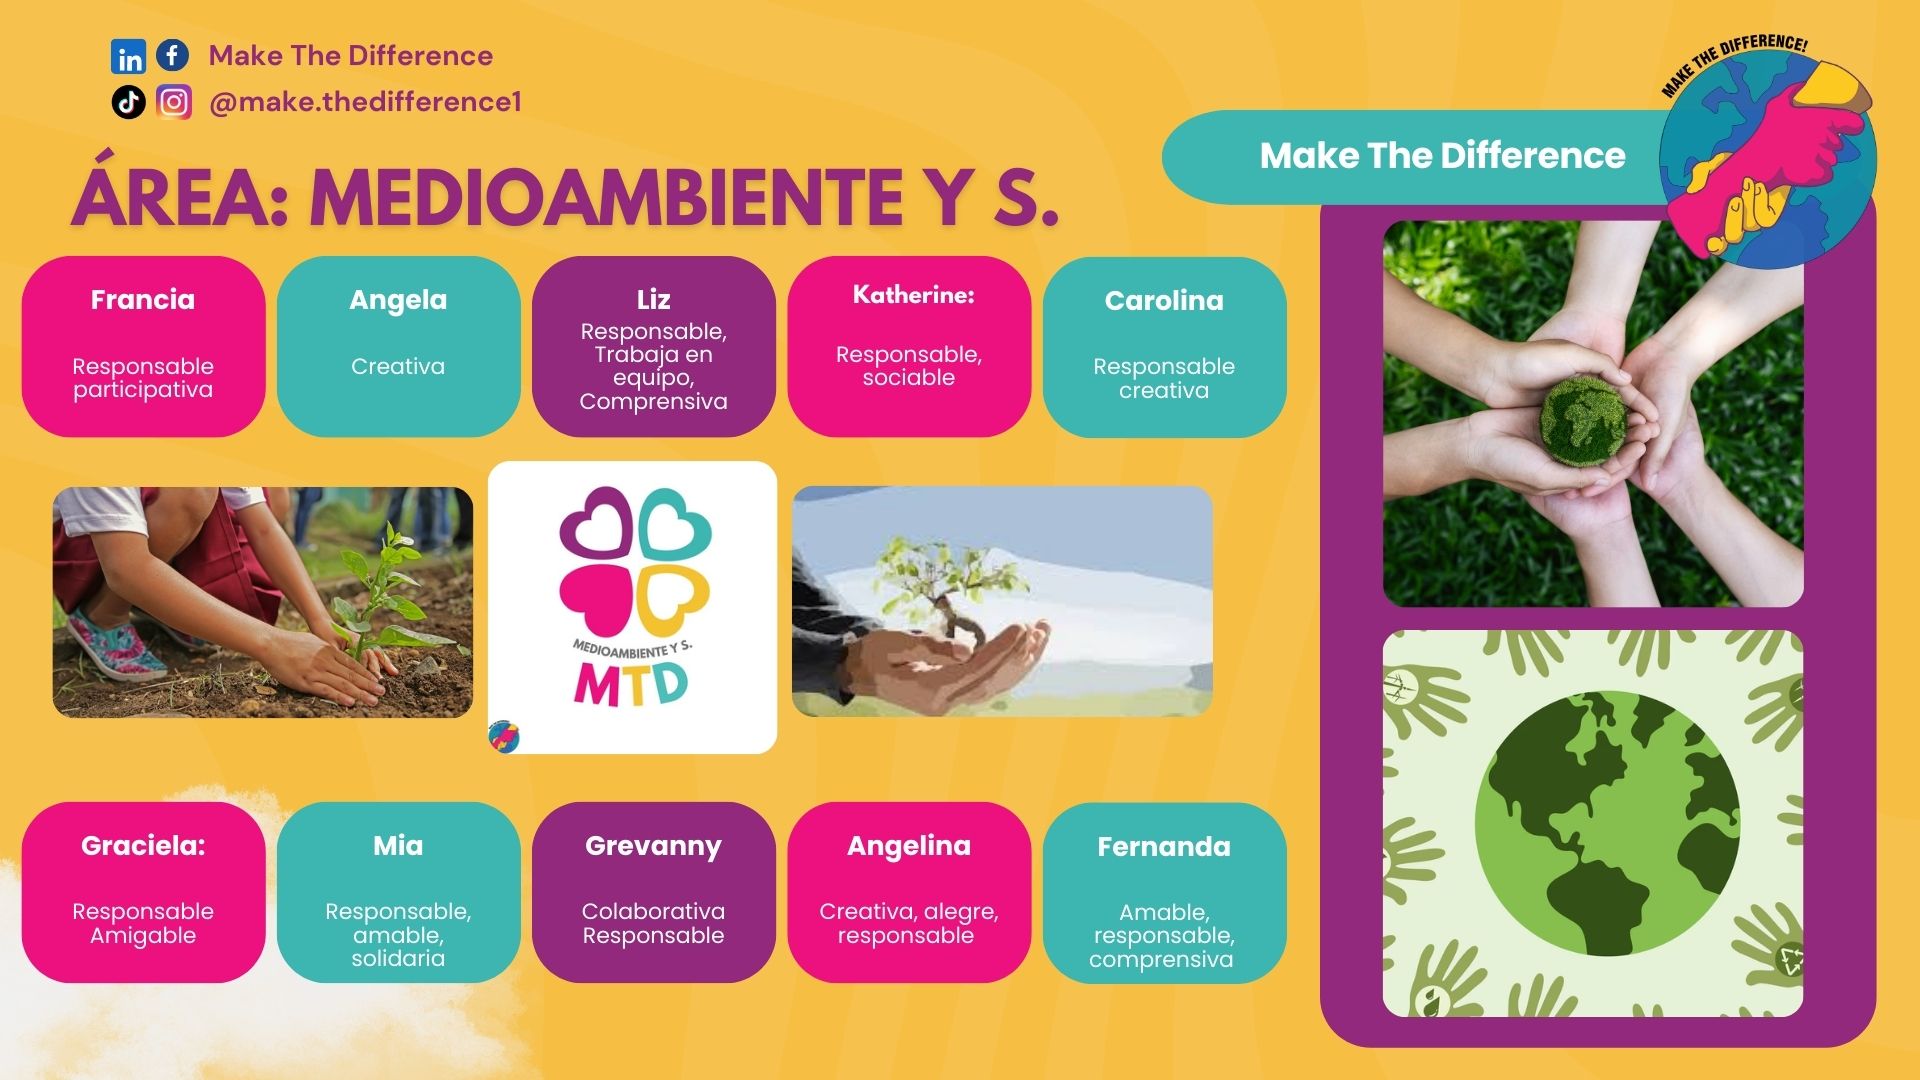 Make The Difference
@make.thedifference1
MAKE THE DIFFERENCE!
Make The Difference
ÁREA: MEDIOAMBIENTE Y S.
Francia
Responsable
participativa
Angela
Creativa
Liz
Responsable,
Trabaja en
equipo,
Comprensiva
Katherine:
Responsable,
sociable
Carolina
Responsable
creativa
MEDIOAMBIENTE Y S.
MTD
Graciela:
Responsable
Amigable
Mia
Responsable,
amable,
solidaria
Grevanny
Colaborativa
Responsable
Angelina
Creativa, alegre,
responsable
Fernanda
Amable,
responsable,
comprensiva